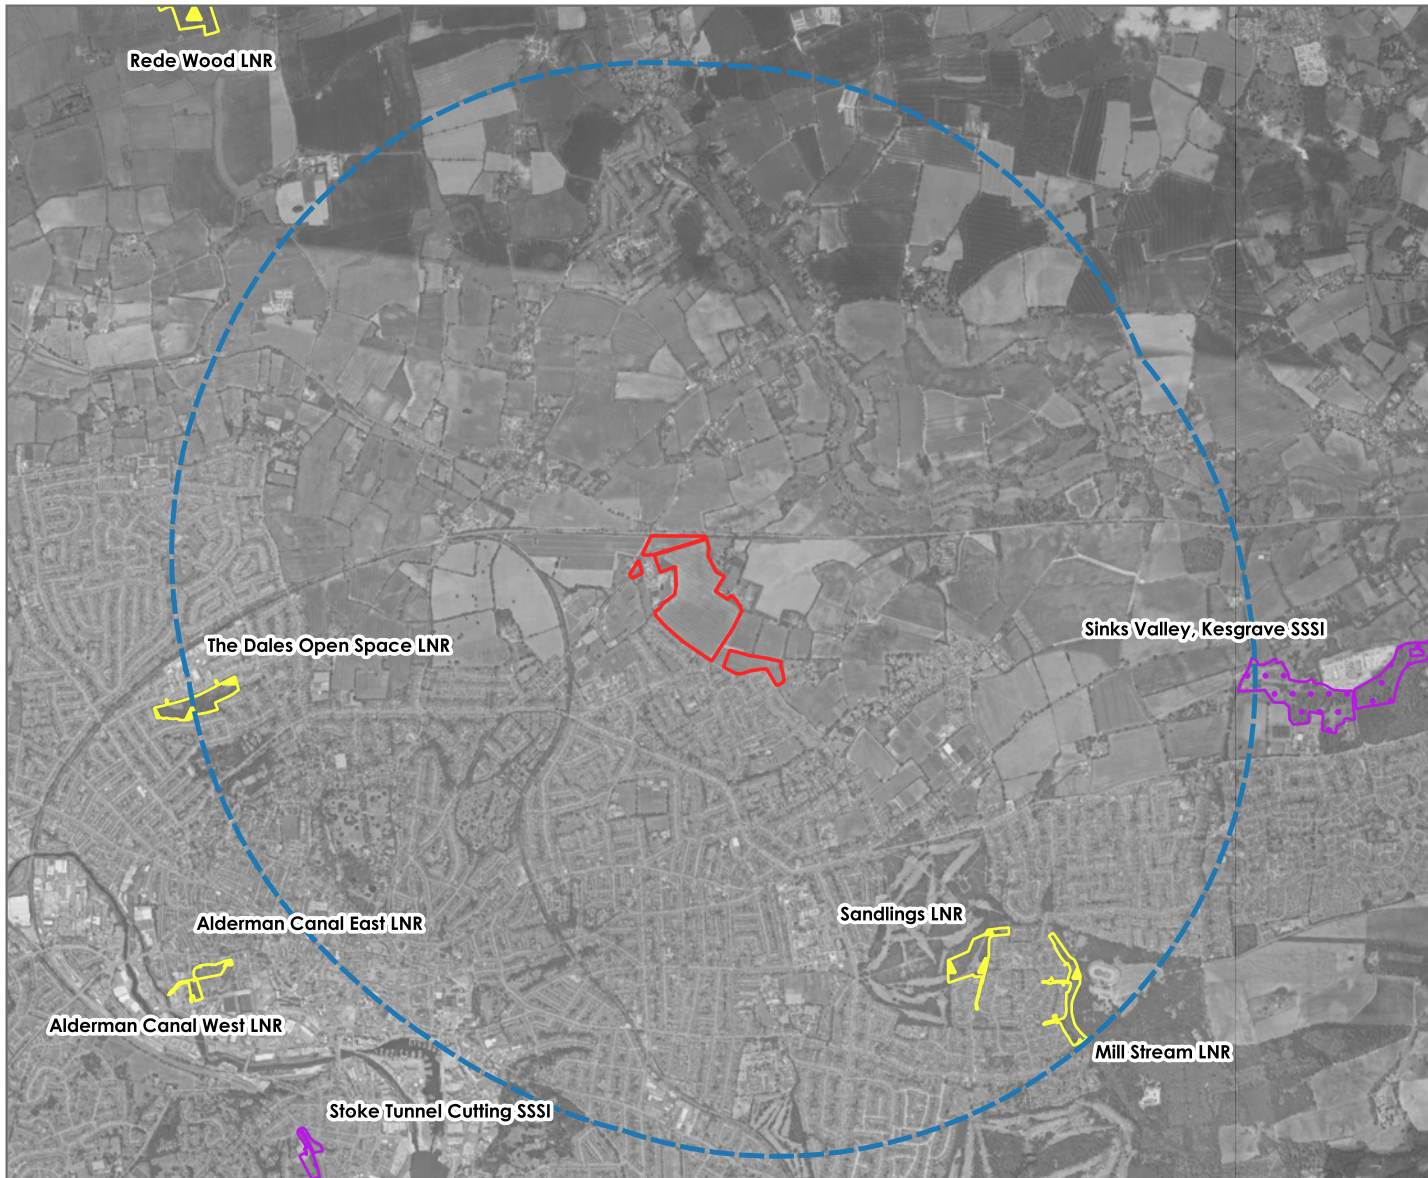 Rede Wood LNR
Sinks Valley, Kesgrave SSSI
The Dales Open Space LNR
Sandlings LNR
Alderman Canal East LNR
Alderman Canal West LNR
Mill Stream LNR
Stoke Tunnel Cutting SSSI